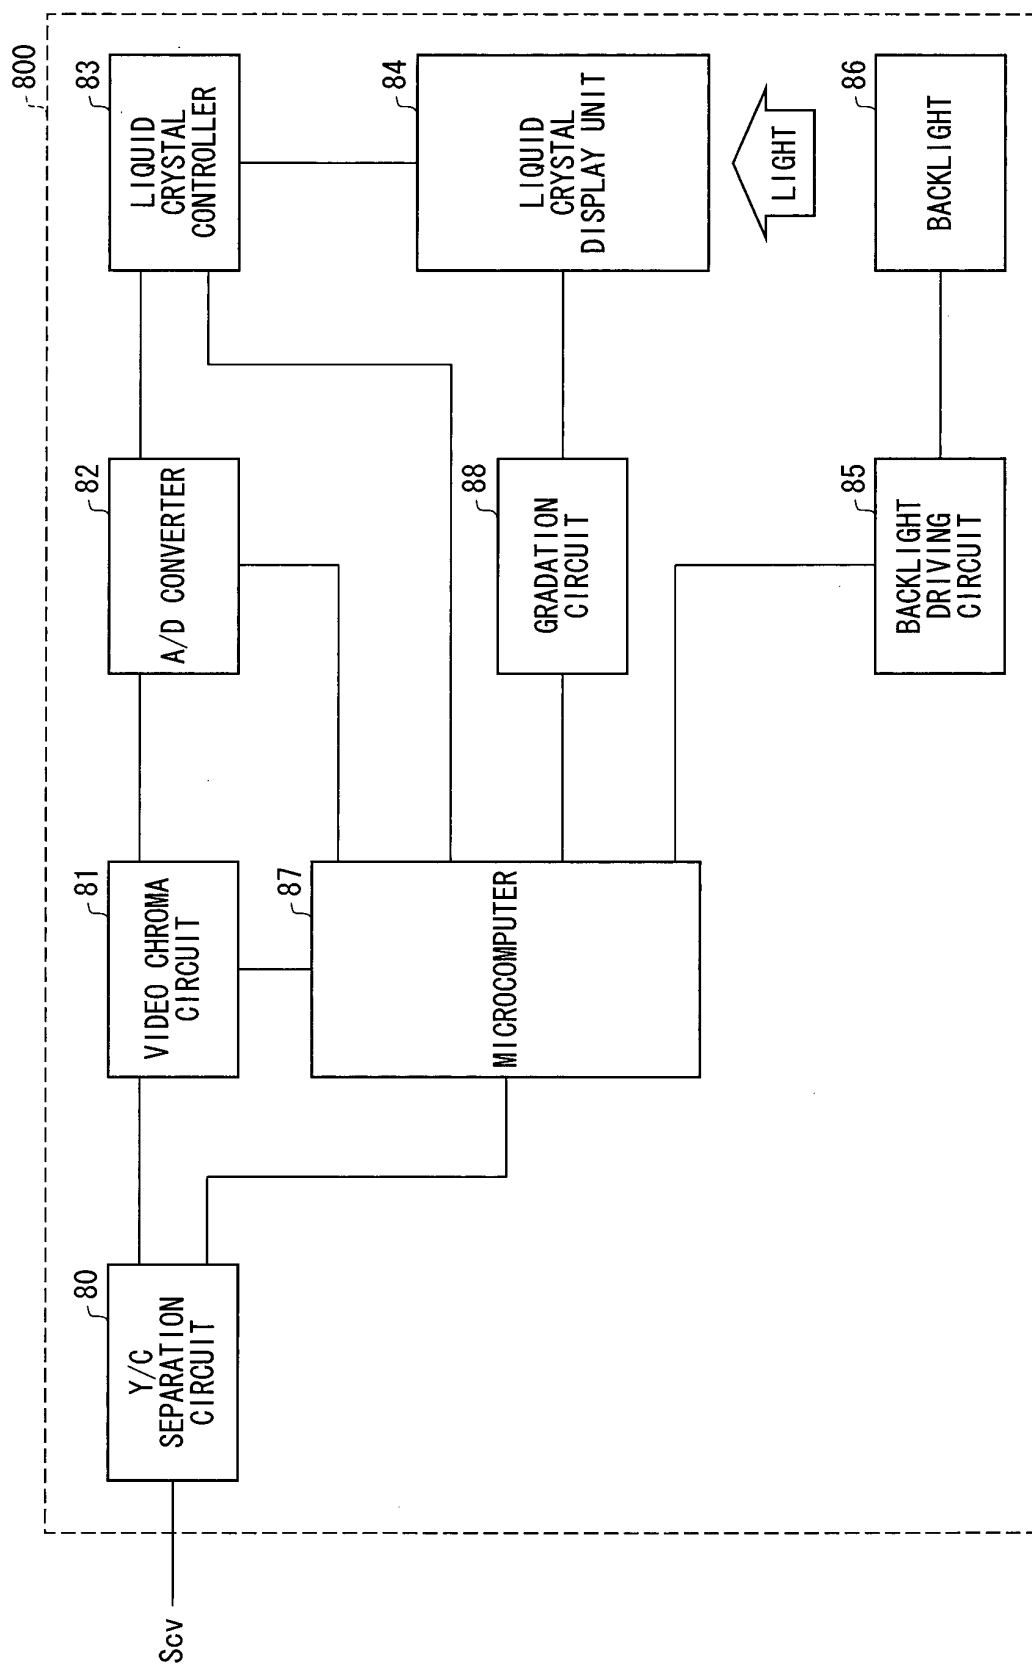 800
Scv
80
Y/C
SEPARATION
CIRCUIT
81
VIDEO CHROMA
CIRCUIT
82
A/D CONVERTER
83
LIQUID
CRYSTAL
CONTROLLER
87
MICROCOMPUTER
88
GRADATION
CIRCUIT
84
LIQUID
CRYSTAL
DISPLAY UNIT
LIGHT
85
BACKLIGHT
DRIVING
CIRCUIT
86
BACKLIGHT